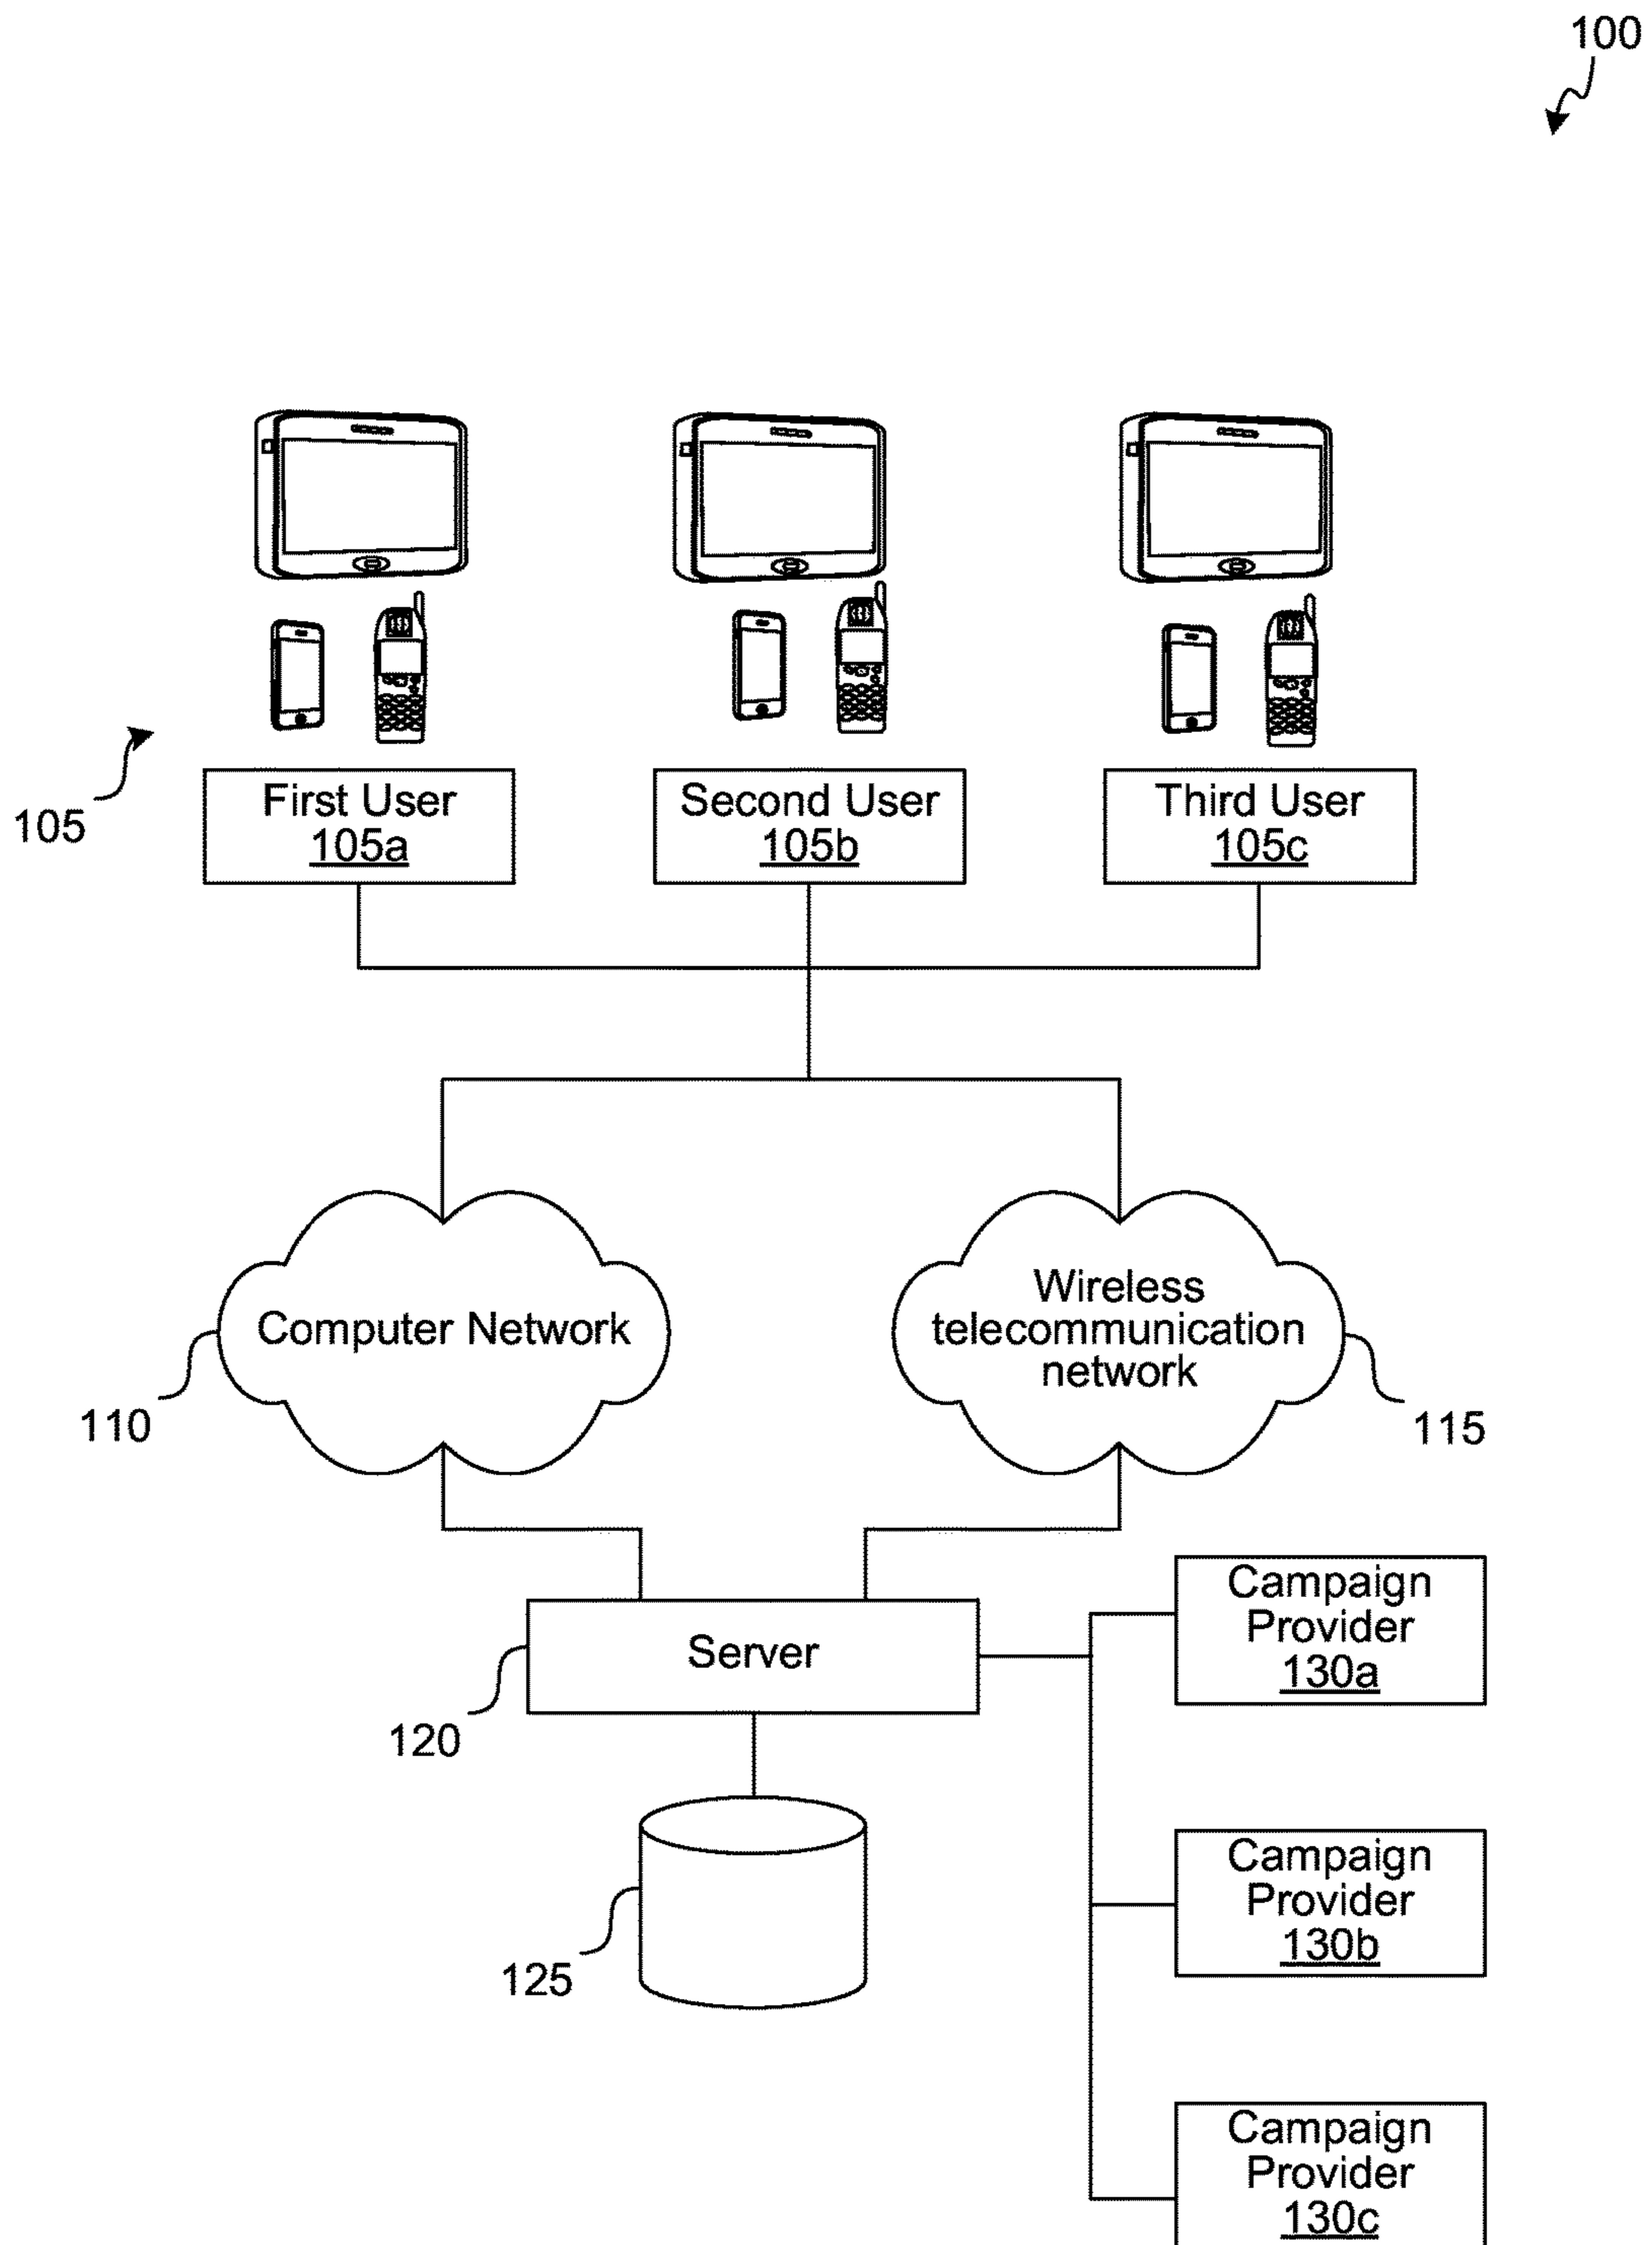 100
105
First User
105a
Second User
105b
Third User
105c
Computer Network
110
Wireless
telecommunication
network
115
Server
120
125
Campaign
Provider
130a
Campaign
Provider
130b
Campaign
Provider
130c